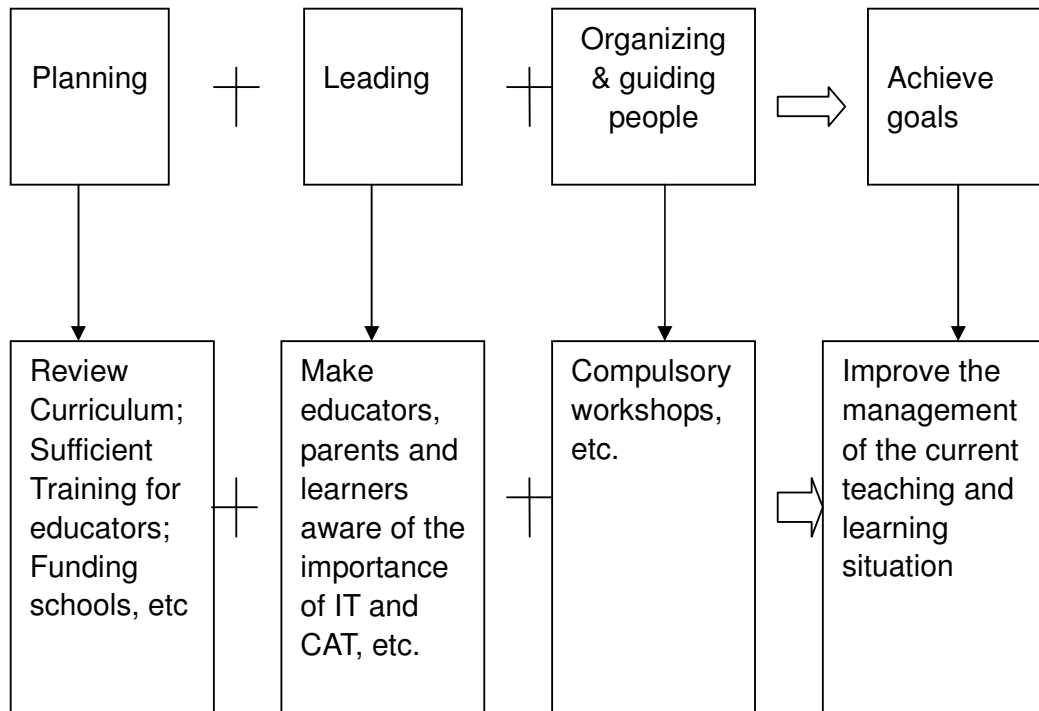 Planning
Leading
Organizing
& guiding
people
Achieve
goals
Review
Curriculum;
Sufficient
Training for
educators;
Funding
schools, etc
Make
educators,
parents and
learners
aware of the
importance
of IT and
CAT, etc.
Compulsory
workshops,
etc.
Improve the
management
of the current
teaching and
learning
situation